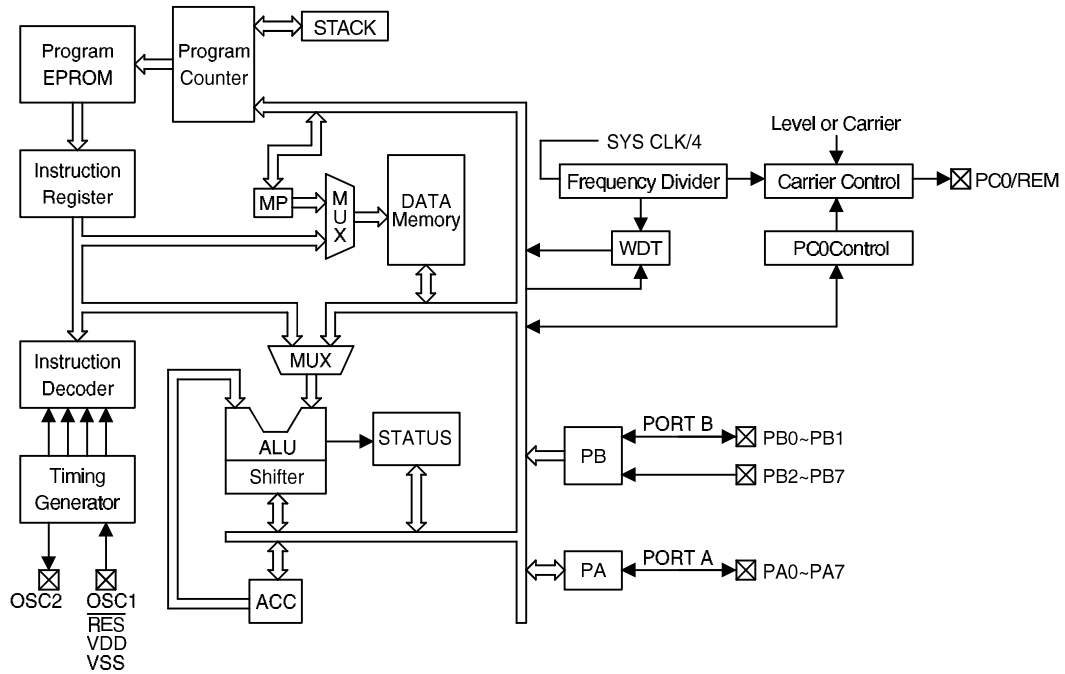 STACK
Program
EPROM
Program
Counter
Instruction
Register
MP
M
U
X
DATA
Memory
SYS CLK/4
Frequency Divider
WDT
Level or Carrier
Carrier Control
PC0/REM
PC0Control
MUX
Instruction
Decoder
ALU
Shifter
STATUS
Timing
Generator
OSC2
OSC1
RES
VDD
VSS
ACC
PB
PORT B
PB0~PB1
PB2~PB7
PA
PORT A
PA0~PA7